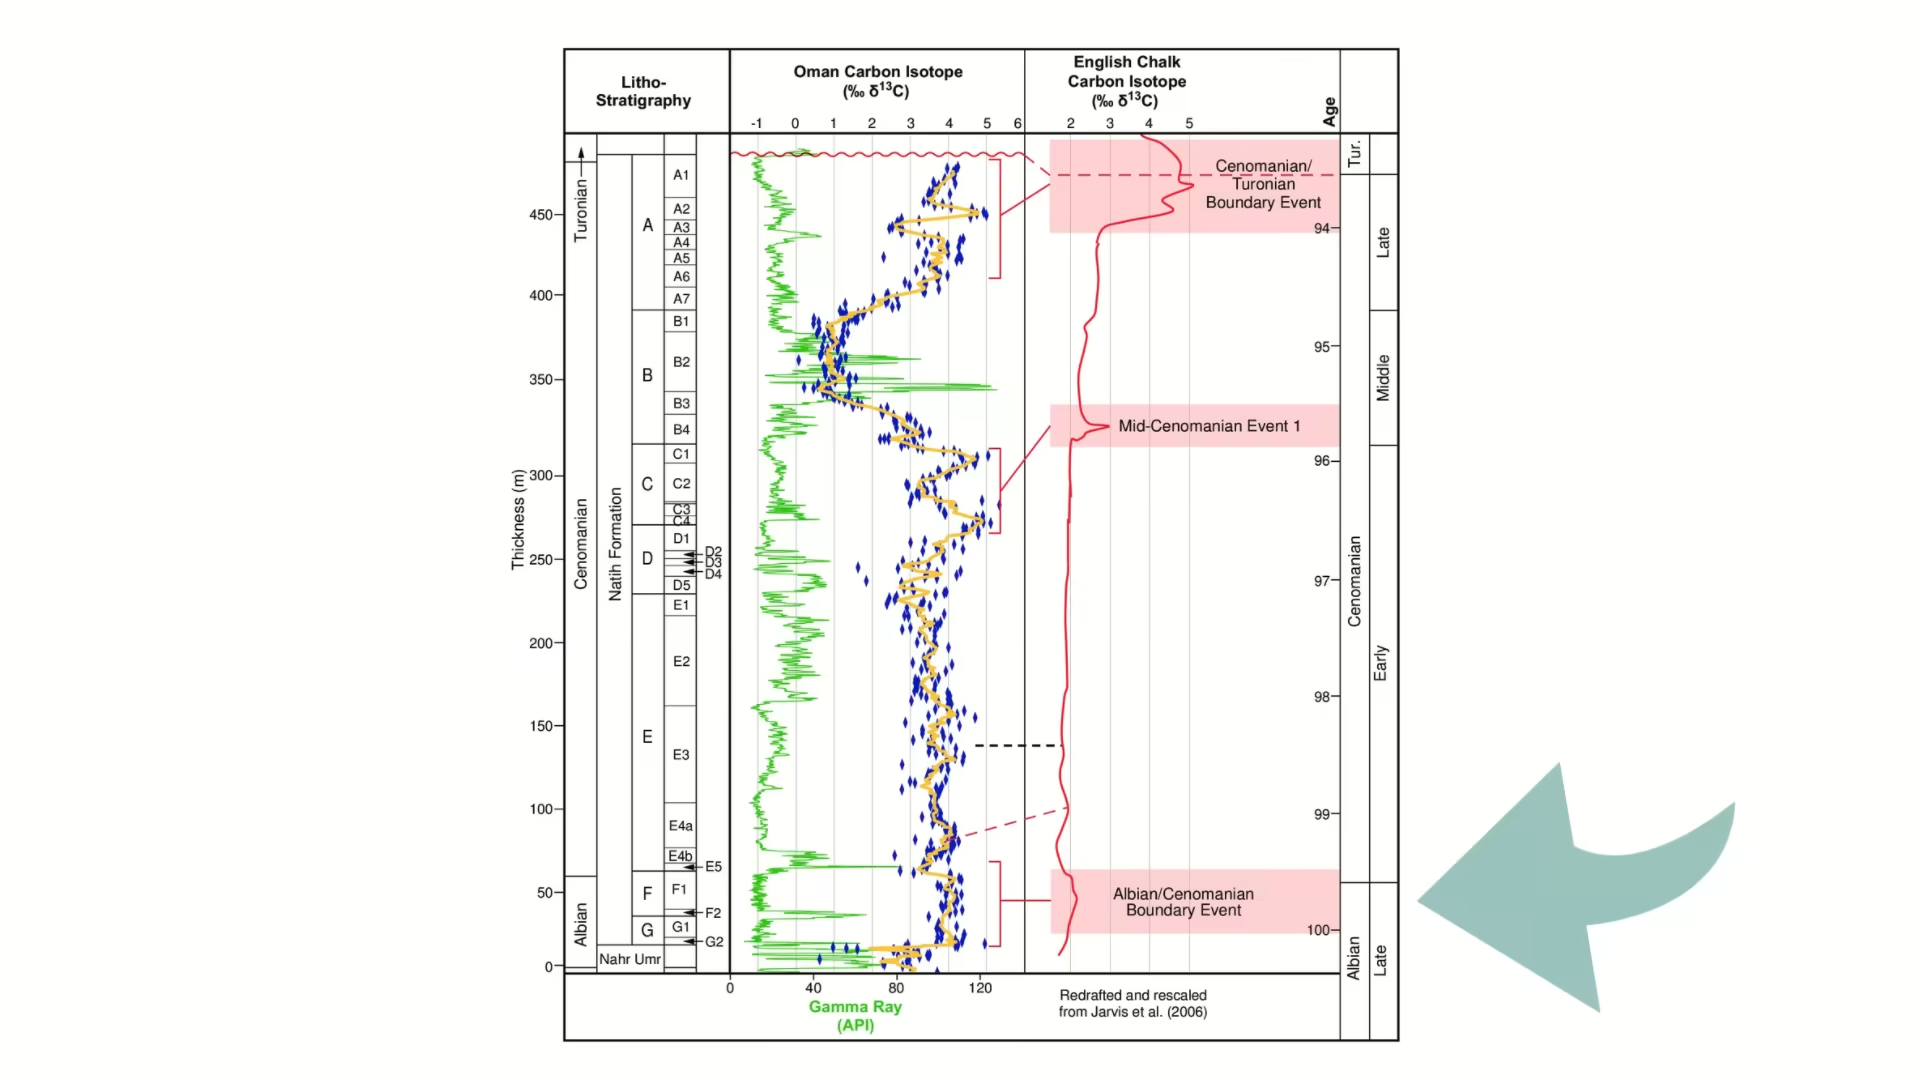 Litho-
Stratigraphy
Oman Carbon Isotope
(‰ δ13C)
-1 0 1 2 3 4 5 6
English Chalk
Carbon Isotope
(‰ δ13C)
2 3 4 5
Age
Thickness (m)
450
400
350
300
250
200
150
100
50
0
Turonian
Cenomanian
Albian
Natih Formation
Nahr Umr
A
B
C
D
E
F
G
A1
A2
A3
A4
A5
A6
A7
B1
B2
B3
B4
C1
C2
C3
C4
D1
D2
D3
D4
D5
E1
E2
E3
E4a
E4b
E5
F1
F2
G1
G2
Cenomanian/
Turonian
Boundary Event
Mid-Cenomanian Event 1
Albian/Cenomanian
Boundary Event
94
95
96
97
98
99
100
Tur.
Cenomanian
Albian
Late
Middle
Early
Late
0 40 80 120
Gamma Ray
(API)
Redrafted and rescaled
from Jarvis et al. (2006)